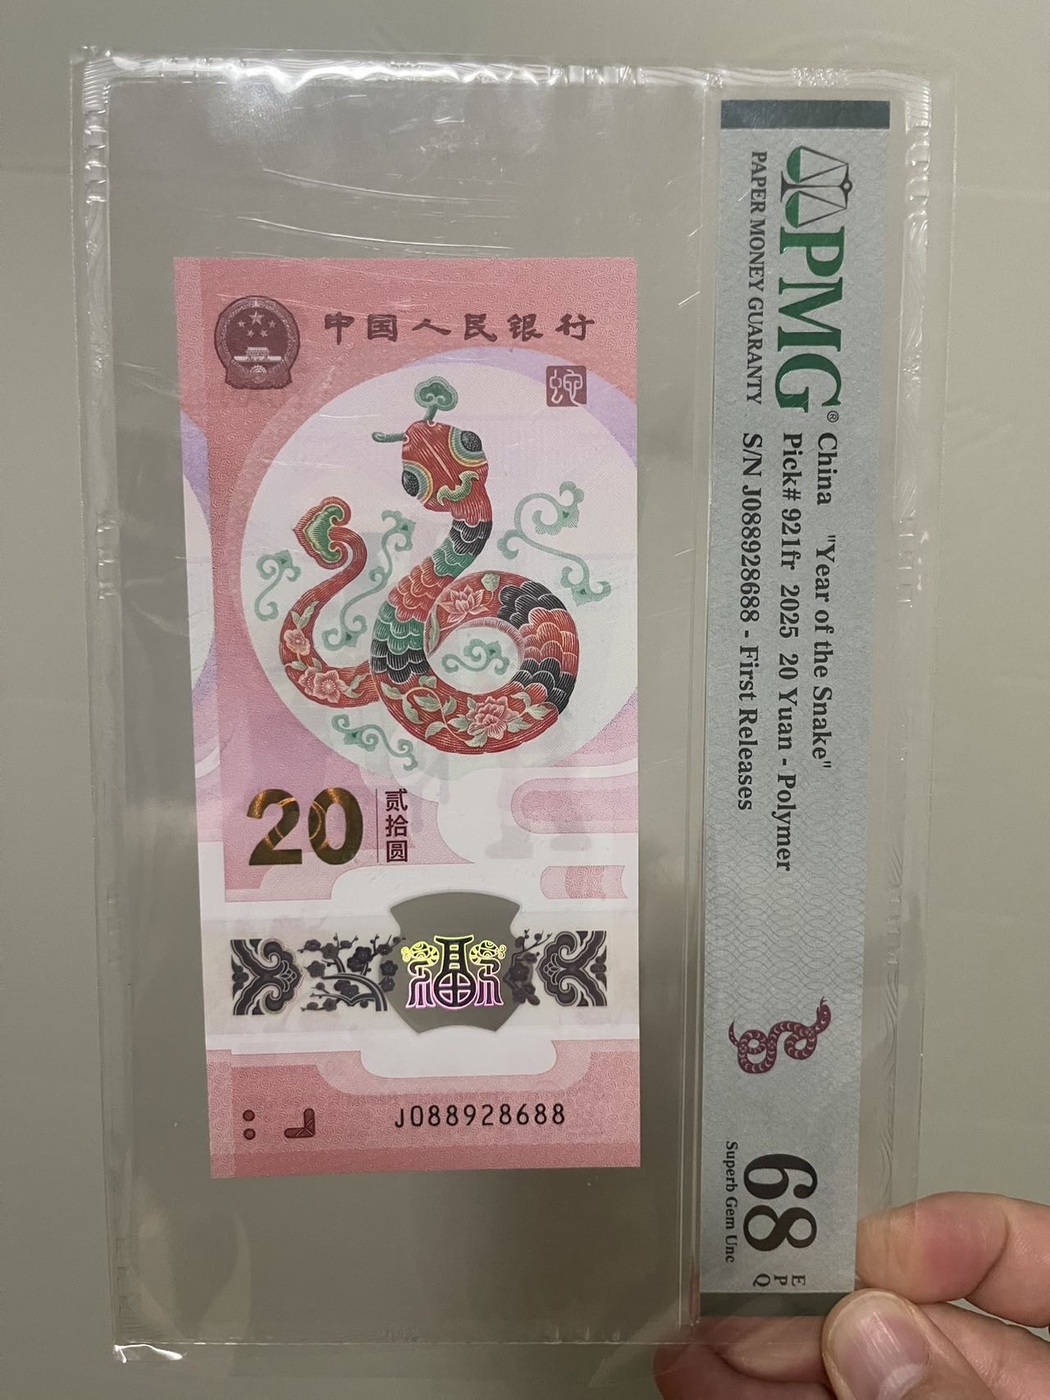 中国人民银行
蛇
20
贰拾圆
福
J088928688
PMG®
PAPER MONEY GUARANTY
China "Year of the Snake"
Pick# 921fr 2025 20 Yuan - Polymer
S/N J088928688 - First Releases
68 EPQ
Superb Gem Unc